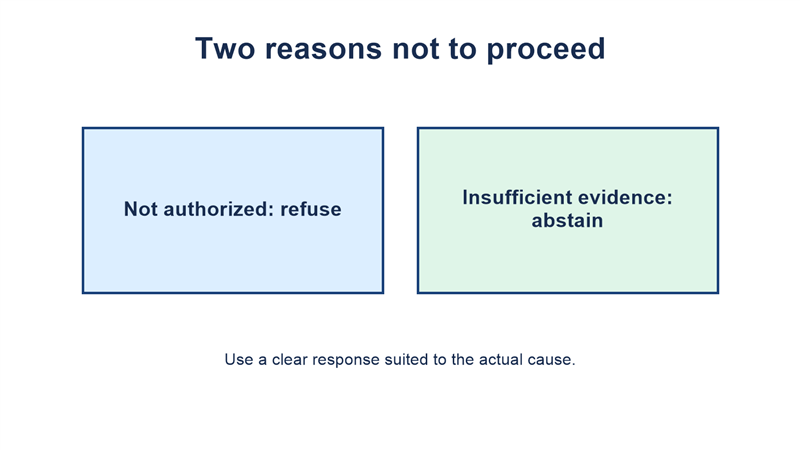 Two reasons not to proceed
Not authorized: refuse
Insufficient evidence:
abstain
Use a clear response suited to the actual cause.